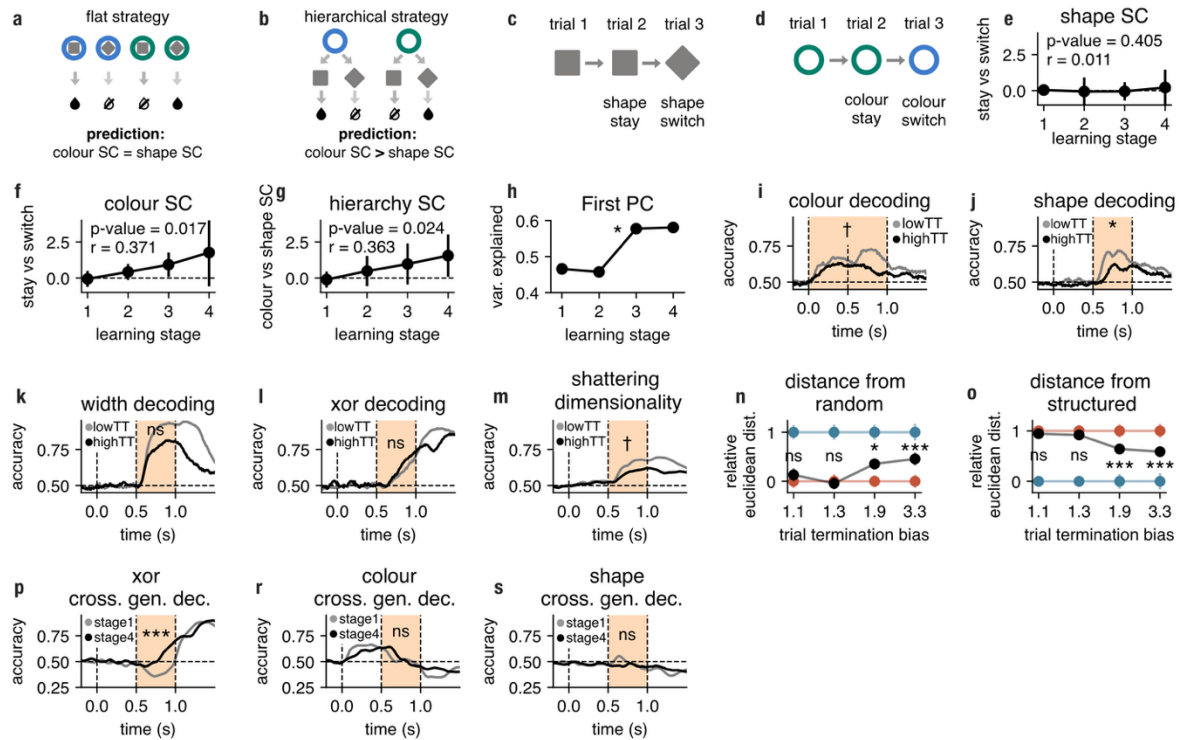 a
flat strategy
prediction:
colour SC = shape SC
b
hierarchical strategy
prediction:
colour SC > shape SC
c
trial 1 trial 2 trial 3
shape stay
shape switch
d
trial 1 trial 2 trial 3
colour stay
colour switch
e
shape SC
p-value = 0.405
r = 0.011
stay vs switch
2.5
0.0
1 2 3 4
learning stage
f
colour SC
p-value = 0.017
r = 0.371
stay vs switch
2.5
0.0
1 2 3 4
learning stage
g
hierarchy SC
p-value = 0.024
r = 0.363
colour vs shape SC
2.5
0.0
1 2 3 4
learning stage
h
First PC
*
var. explained
0.6
0.5
0.4
1 2 3 4
learning stage
i
colour decoding
lowTT
highTT
†
accuracy
0.75
0.50
0.0 0.5 1.0
time (s)
j
shape decoding
lowTT
highTT
*
accuracy
0.75
0.50
0.0 0.5 1.0
time (s)
k
width decoding
lowTT
highTT
ns
accuracy
0.75
0.50
0.0 0.5 1.0
time (s)
l
xor decoding
lowTT
highTT
ns
accuracy
0.75
0.50
0.0 0.5 1.0
time (s)
m
shattering
dimensionality
lowTT
highTT
†
accuracy
0.75
0.50
0.0 0.5 1.0
time (s)
n
distance from
random
relative
euclidean dist.
1
0
ns ns * ***
1.1 1.3 1.9 3.3
trial termination bias
o
distance from
structured
relative
euclidean dist.
1
0
ns ns *** ***
1.1 1.3 1.9 3.3
trial termination bias
p
xor
cross. gen. dec.
stage1
stage4
***
accuracy
0.75
0.50
0.25
0.0 0.5 1.0
time (s)
r
colour
cross. gen. dec.
stage1
stage4
ns
accuracy
0.75
0.50
0.25
0.0 0.5 1.0
time (s)
s
shape
cross. gen. dec.
stage1
stage4
ns
accuracy
0.75
0.50
0.25
0.0 0.5 1.0
time (s)